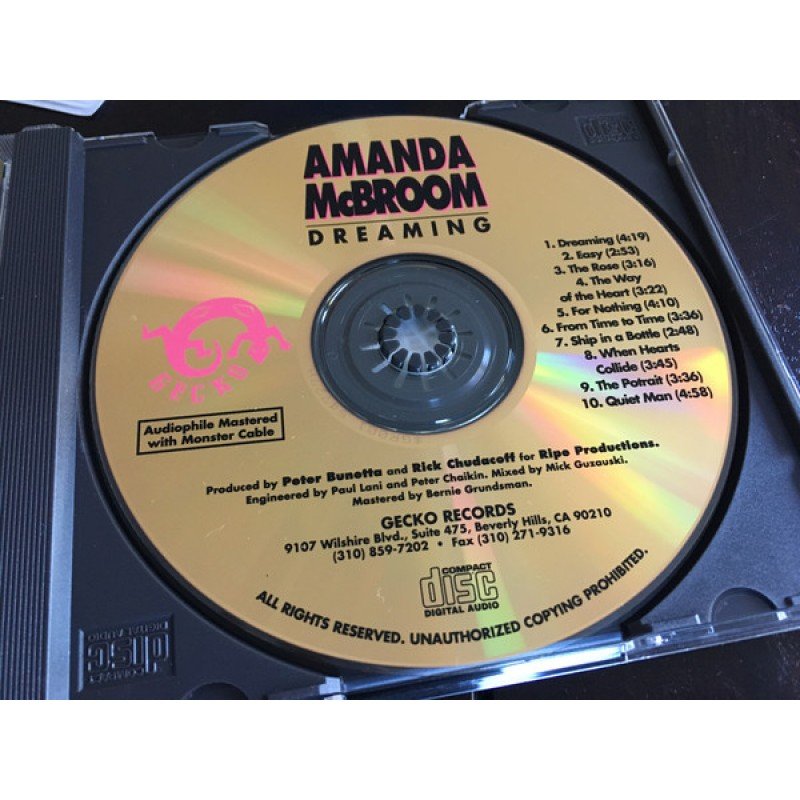 AMANDA
McBROOM
DREAMING
1. Dreaming (4:19)
2. Easy (2:53)
3. The Rose (3:16)
4. The Way
of the Heart (3:22)
5. For Nothing (4:10)
6. From Time to Time (3:36)
7. Ship in a Bottle (2:48)
8. When Hearts
Collide (3:45)
9. The Potrait (3:36)
10. Quiet Man (4:58)
GECKO
Audiophile Mastered
with Monster Cable
Produced by Peter Bunetta and Rick Chudacoff for Ripe Productions.
Engineered by Paul Lani and Peter Chaikin. Mixed by Mick Guzauski.
Mastered by Bernie Grundsman.
GECKO RECORDS
9107 Wilshire Blvd., Suite 475, Beverly Hills, CA 90210
(310) 859-7202 • Fax (310) 271-9316
COMPACT
disc
DIGITAL AUDIO
ALL RIGHTS RESERVED. UNAUTHORIZED COPYING PROHIBITED.
COMPACT
disc
DIGITAL AUDIO